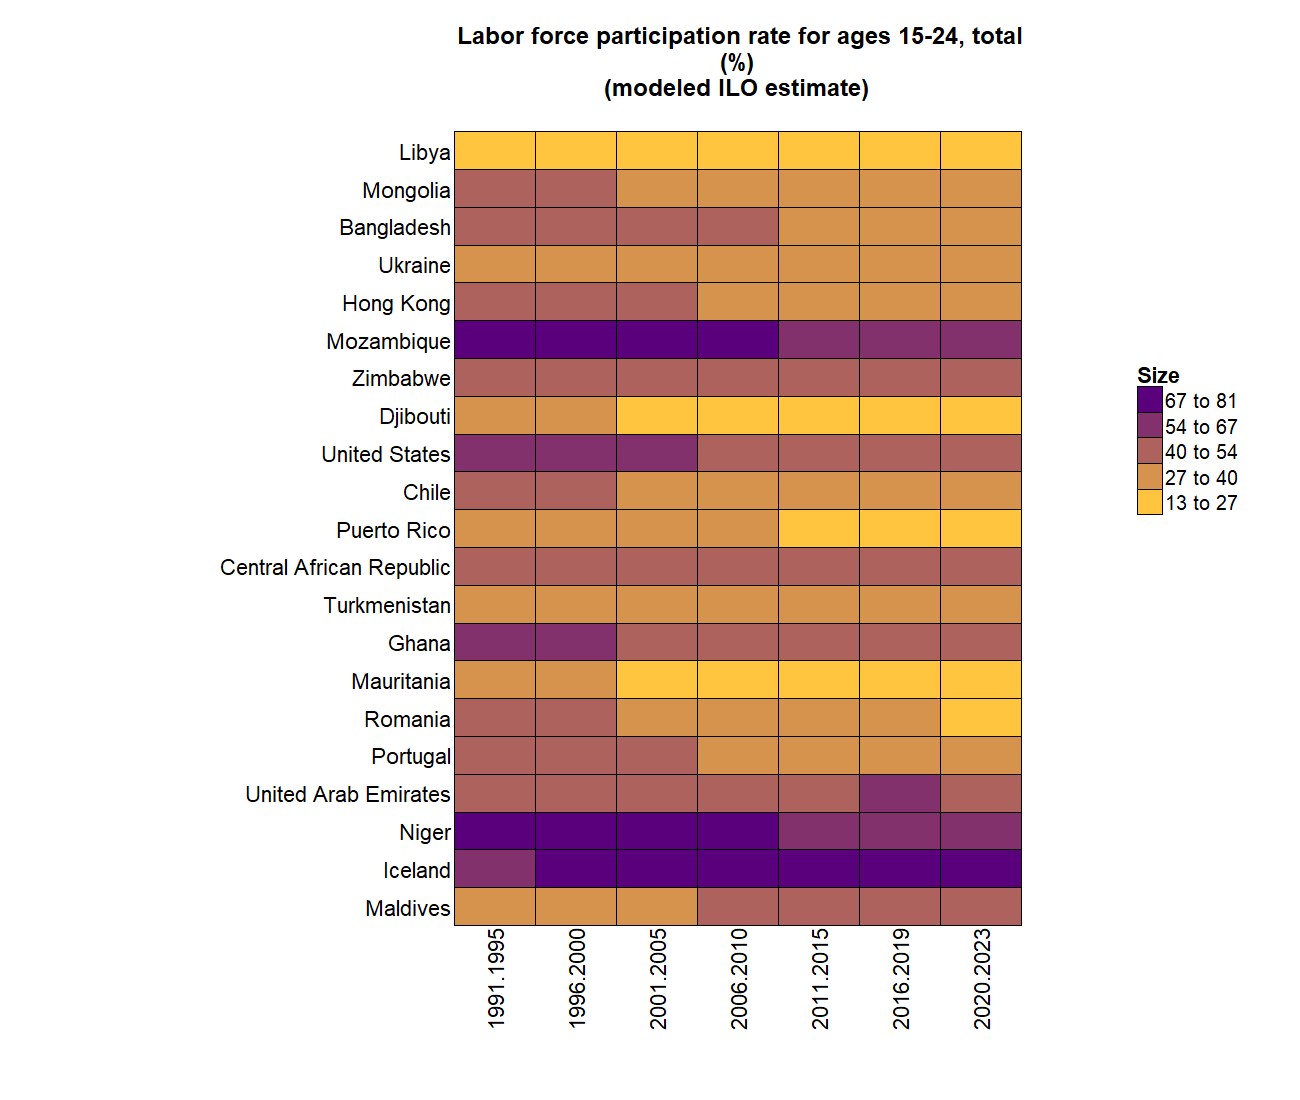 Labor force participation rate for ages 15-24, total
(%)
(modeled ILO estimate)
Libya
Mongolia
Bangladesh
Ukraine
Hong Kong
Mozambique
Zimbabwe
Djibouti
United States
Chile
Puerto Rico
Central African Republic
Turkmenistan
Ghana
Mauritania
Romania
Portugal
United Arab Emirates
Niger
Iceland
Maldives
1991.1995
1996.2000
2001.2005
2006.2010
2011.2015
2016.2019
2020.2023
Size
67 to 81
54 to 67
40 to 54
27 to 40
13 to 27